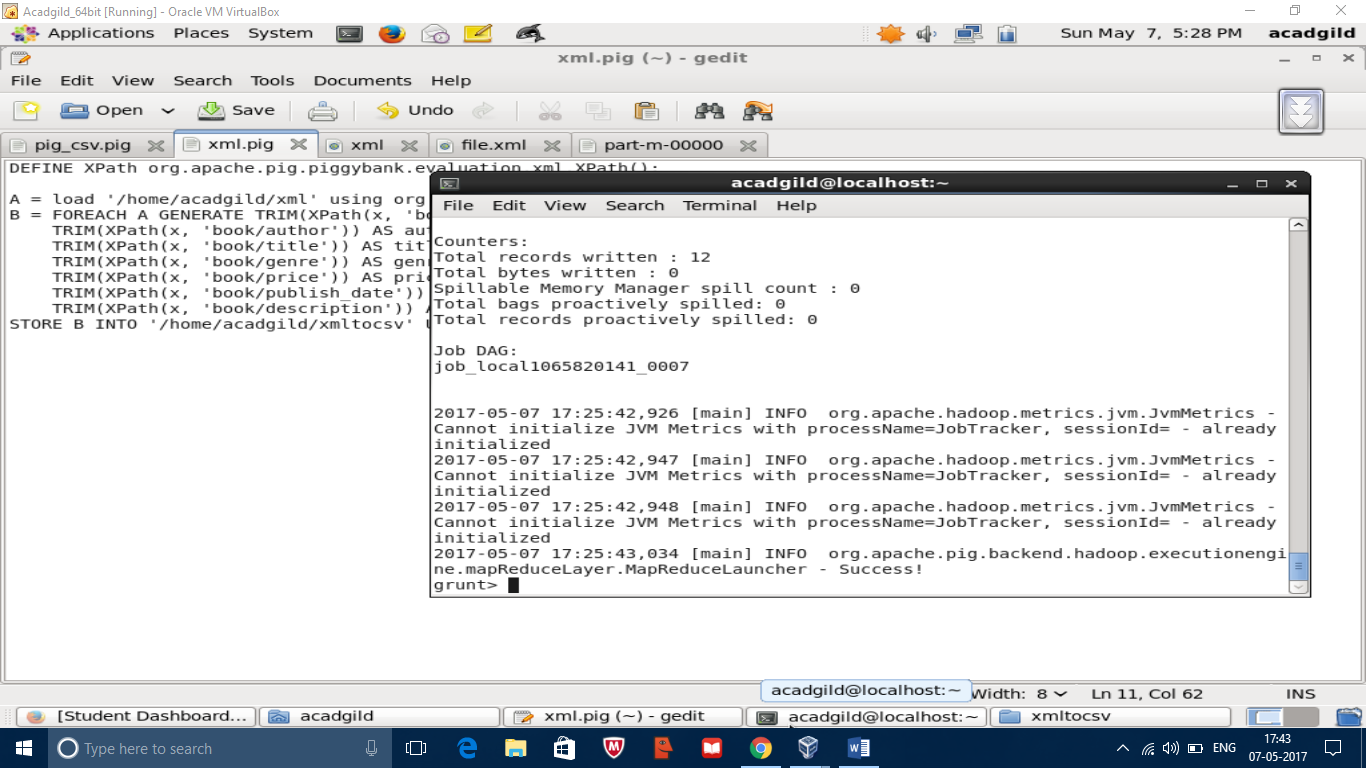 Acadgild_64bit [Running] - Oracle VM VirtualBox
Applications Places System Sun May 7, 5:28 PM acadgild
xml.pig (~) - gedit
File Edit View Search Tools Documents Help
Open Save Undo
pig_csv.pig xml.pig xml file.xml part-m-00000
DEFINE XPath org.apache.pig.piggybank.evaluation.xml.XPath();
A = load '/home/acadgild/xml' using org
B = FOREACH A GENERATE TRIM(XPath(x, 'bo
TRIM(XPath(x, 'book/author')) AS aut
TRIM(XPath(x, 'book/title')) AS titl
TRIM(XPath(x, 'book/genre')) AS gen
TRIM(XPath(x, 'book/price')) AS pric
TRIM(XPath(x, 'book/publish_date'))
TRIM(XPath(x, 'book/description')) A
STORE B INTO '/home/acadgild/xmltocsv' U
acadgild@localhost:~
File Edit View Search Terminal Help
Counters:
Total records written : 12
Total bytes written : 0
Spillable Memory Manager spill count : 0
Total bags proactively spilled: 0
Total records proactively spilled: 0
Job DAG:
job_local1065820141_0007
2017-05-07 17:25:42,926 [main] INFO  org.apache.hadoop.metrics.jvm.JvmMetrics -
Cannot initialize JVM Metrics with processName=JobTracker, sessionId= - already
initialized
2017-05-07 17:25:42,947 [main] INFO  org.apache.hadoop.metrics.jvm.JvmMetrics -
Cannot initialize JVM Metrics with processName=JobTracker, sessionId= - already
initialized
2017-05-07 17:25:42,948 [main] INFO  org.apache.hadoop.metrics.jvm.JvmMetrics -
Cannot initialize JVM Metrics with processName=JobTracker, sessionId= - already
initialized
2017-05-07 17:25:43,034 [main] INFO  org.apache.pig.backend.hadoop.executionengi
ne.mapReduceLayer.MapReduceLauncher - Success!
grunt>
acadgild@localhost:~ Width: 8 Ln 11, Col 62 INS
[Student Dashboard... acadgild xml.pig (~) - gedit acadgild@localhost:~ xmltocsv
Type here to search ENG 17:43
07-05-2017